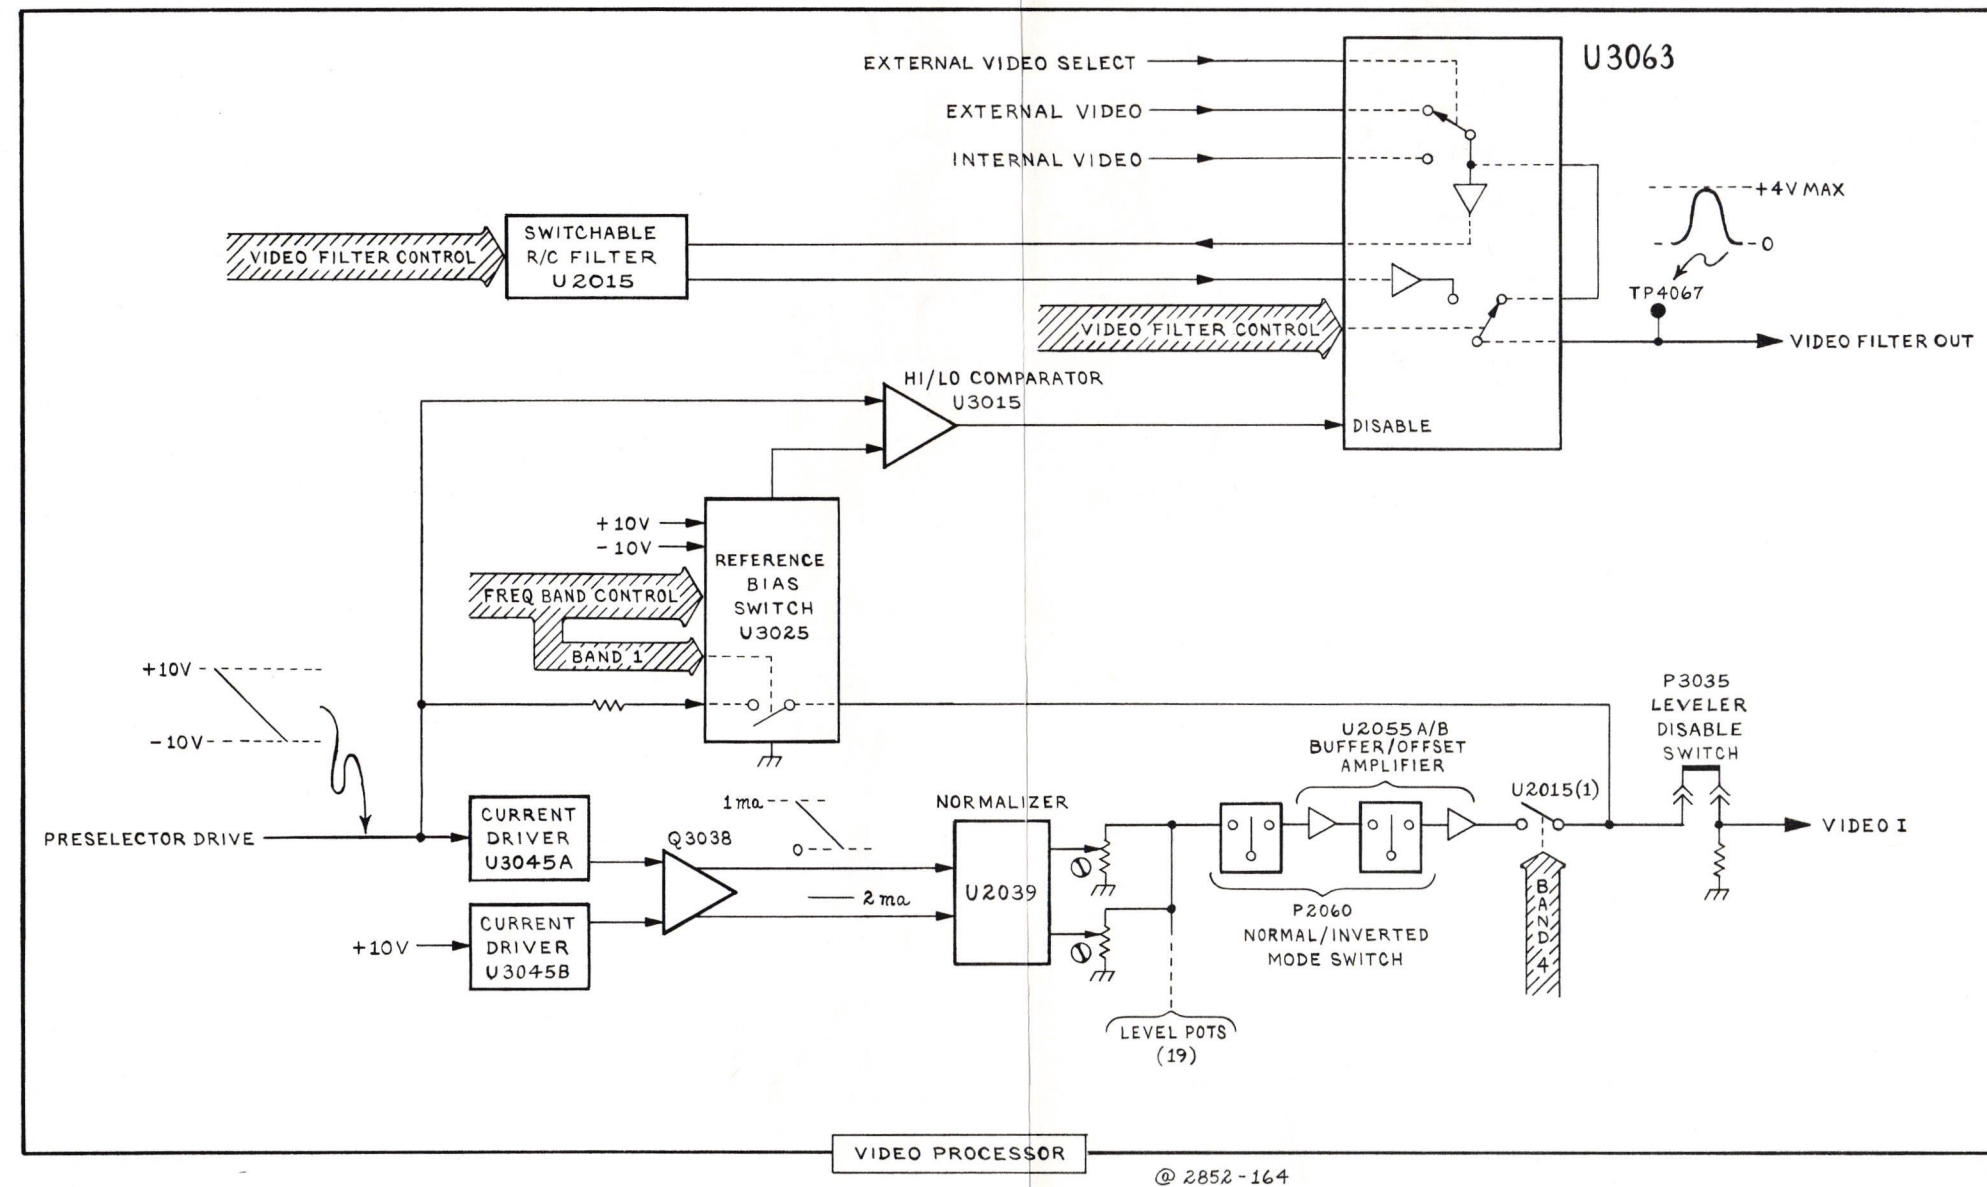 EXTERNAL VIDEO SELECT
U3063
EXTERNAL VIDEO
INTERNAL VIDEO
+4V MAX
0
SWITCHABLE
R/C FILTER
U2015
VIDEO FILTER CONTROL
TP4067
VIDEO FILTER CONTROL
VIDEO FILTER OUT
HI/LO COMPARATOR
U3015
DISABLE
+10V
-10V
REFERENCE
BIAS
SWITCH
U3025
FREQ BAND CONTROL
BAND 1
+10V
-10V
P3035
LEVELER
DISABLE
SWITCH
U2055 A/B
BUFFER/OFFSET
AMPLIFIER
U2015(1)
PRESELECTOR DRIVE
CURRENT
DRIVER
U3045A
Q3038
1ma
0
2ma
NORMALIZER
U2039
VIDEO I
CURRENT
DRIVER
U3045B
+10V
P2060
NORMAL/INVERTED
MODE SWITCH
BAND 4
LEVEL POTS
(19)
VIDEO PROCESSOR
@ 2852-164